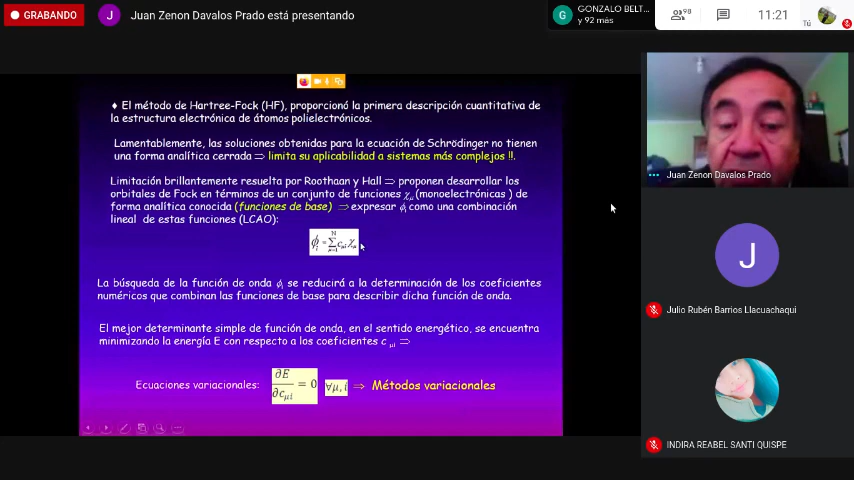 GRABANDO
J
Juan Zenon Davalos Prado está presentando
G
GONZALO BELT...
y 92 más
98
11:21
Tú
♦ El método de Hartree-Fock (HF), proporcionó la primera descripción cuantitativa de
la estructura electrónica de átomos polielectrónicos.
Lamentablemente, las soluciones obtenidas para la ecuación de Schrödinger no tienen
una forma analítica cerrada ⇒ limita su aplicabilidad a sistemas más complejos !!.
Limitación brillantemente resuelta por Roothaan y Hall ⇒ proponen desarrollar los
orbitales de Fock en términos de un conjunto de funciones χμ (monoelectrónicas ) de
forma analítica conocida (funciones de base) ⇒ expresar ϕi como una combinación
lineal de estas funciones (LCAO):
ϕi = Σ(μ=1, N) cμi χμ
La búsqueda de la función de onda ϕi se reducirá a la determinación de los coeficientes
numéricos que combinan las funciones de base para describir dicha función de onda.
El mejor determinante simple de función de onda, en el sentido energético, se encuentra
minimizando la energía E con respecto a los coeficientes c μi ⇒
Ecuaciones variacionales: ∂E/∂cμi = 0 ∀μ, i ⇒ Métodos variacionales
Juan Zenon Davalos Prado
J
Julio Rubén Barrios Llacuachaqui
INDIRA REABEL SANTI QUISPE